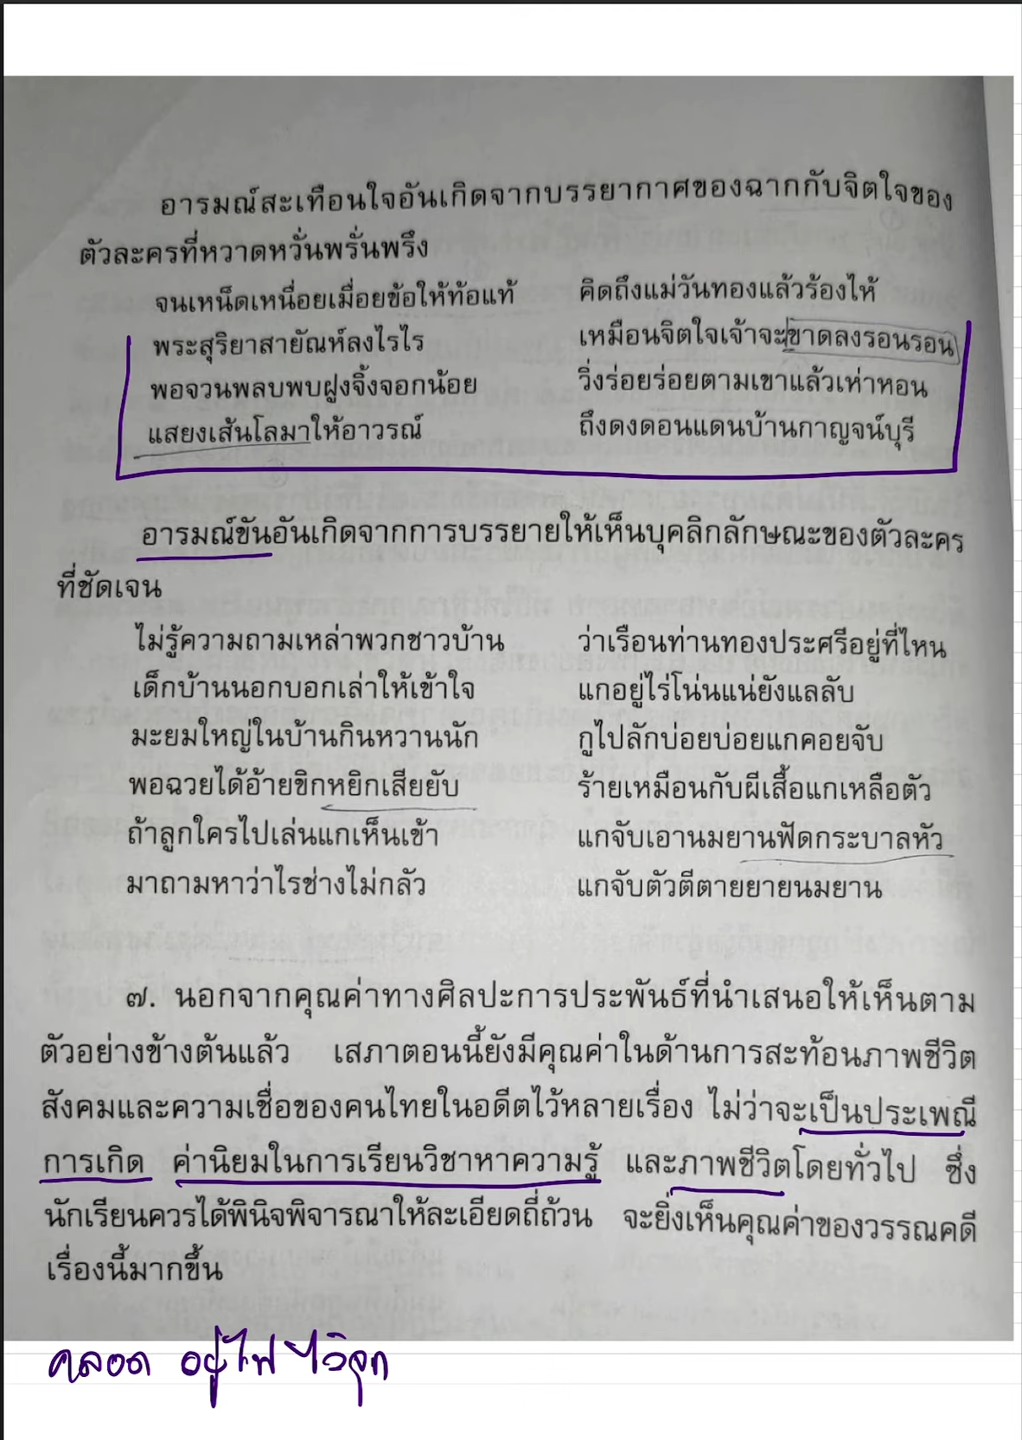 อารมณ์สะเทือนใจอันเกิดจากบรรยากาศของฉากกับจิตใจของ
ตัวละครที่หวาดหวั่นพรั่นพรึง
จนเหน็ดเหนื่อยเมื่อยข้อให้ท้อแท้ คิดถึงแม่วันทองแล้วร้องไห้
พระสุริยาสายัณห์ลงไรไร เหมือนจิตใจเจ้าจะขาดลงรอนรอน
พอจวนพลบพบฝูงจิ้งจอกน้อย วิ่งร่อยร่อยตามเขาแล้วเห่าหอน
แสยงเส้นโลมาให้อาวรณ์ ถึงดงดอนแดนบ้านกาญจน์บุรี
อารมณ์ขันอันเกิดจากการบรรยายให้เห็นบุคลิกลักษณะของตัวละคร
ที่ชัดเจน
ไม่รู้ความถามเหล่าพวกชาวบ้าน ว่าเรือนท่านทองประศรีอยู่ที่ไหน
เด็กบ้านนอกบอกเล่าให้เข้าใจ แกอยู่ไร่โน่นแน่ยังแลลับ
มะยมใหญ่ในบ้านกินหวานนัก กูไปลักบ่อยบ่อยแกคอยจับ
พอฉวยได้อ้ายขิกหยิกเสียยับ ร้ายเหมือนกับผีเสื้อแกเหลือตัว
ถ้าลูกใครไปเล่นแกเห็นเข้า แกจับเอานมยานฟัดกระบาลหัว
มาถามหาว่าไรช่างไม่กลัว แกจับตัวตีตายยายนมยาน
๗. นอกจากคุณค่าทางศิลปะการประพันธ์ที่นำเสนอให้เห็นตาม
ตัวอย่างข้างต้นแล้ว เสภาตอนนี้ยังมีคุณค่าในด้านการสะท้อนภาพชีวิต
สังคมและความเชื่อของคนไทยในอดีตไว้หลายเรื่อง ไม่ว่าจะเป็นประเพณี
การเกิด ค่านิยมในการเรียนวิชาหาความรู้ และภาพชีวิตโดยทั่วไป ซึ่ง
นักเรียนควรได้พินิจพิจารณาให้ละเอียดถี่ถ้วน จะยิ่งเห็นคุณค่าของวรรณคดี
เรื่องนี้มากขึ้น
คลอด อยู่ไฟ ไว้จุก